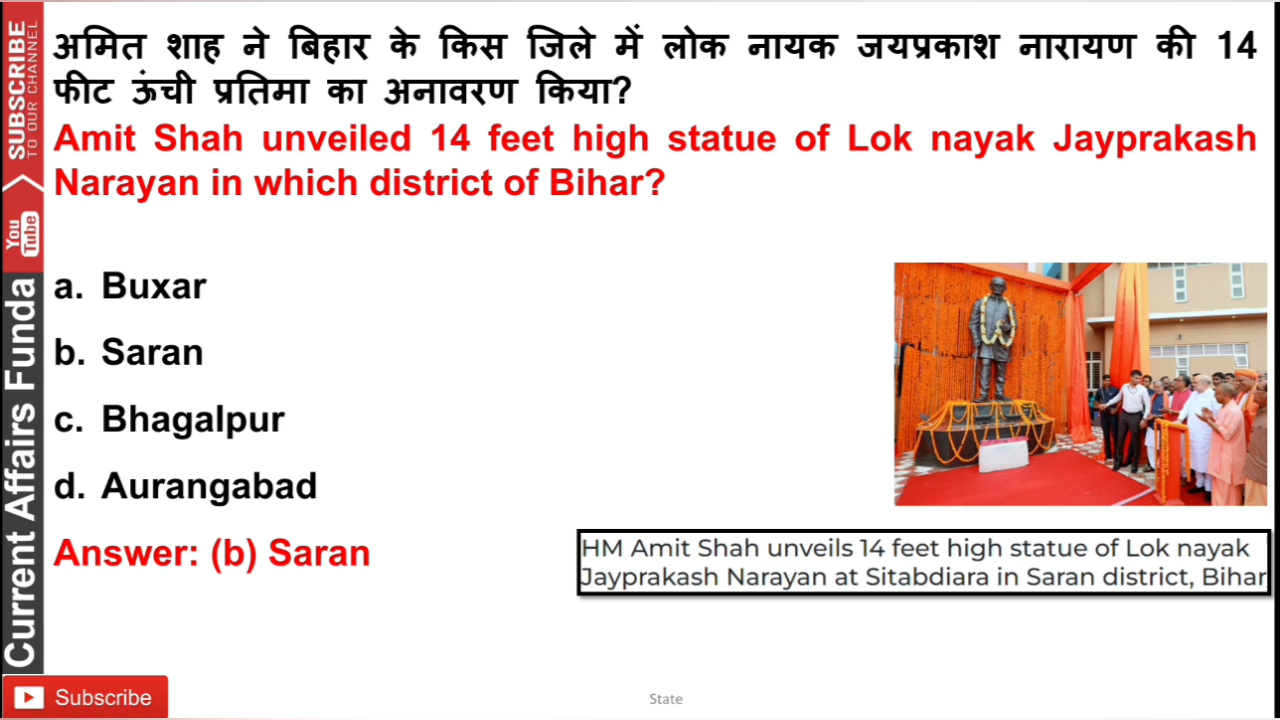 अमित शाह ने बिहार के किस जिले में लोक नायक जयप्रकाश नारायण की 14
फीट ऊंची प्रतिमा का अनावरण किया?
Amit Shah unveiled 14 feet high statue of Lok nayak Jayprakash
Narayan in which district of Bihar?
a. Buxar
b. Saran
c. Bhagalpur
d. Aurangabad
Answer: (b) Saran
HM Amit Shah unveils 14 feet high statue of Lok nayak
Jayprakash Narayan at Sitabdiara in Saran district, Bihar
SUBSCRIBE
TO OUR CHANNEL
You
Tube
Current Affairs Funda
Subscribe
State